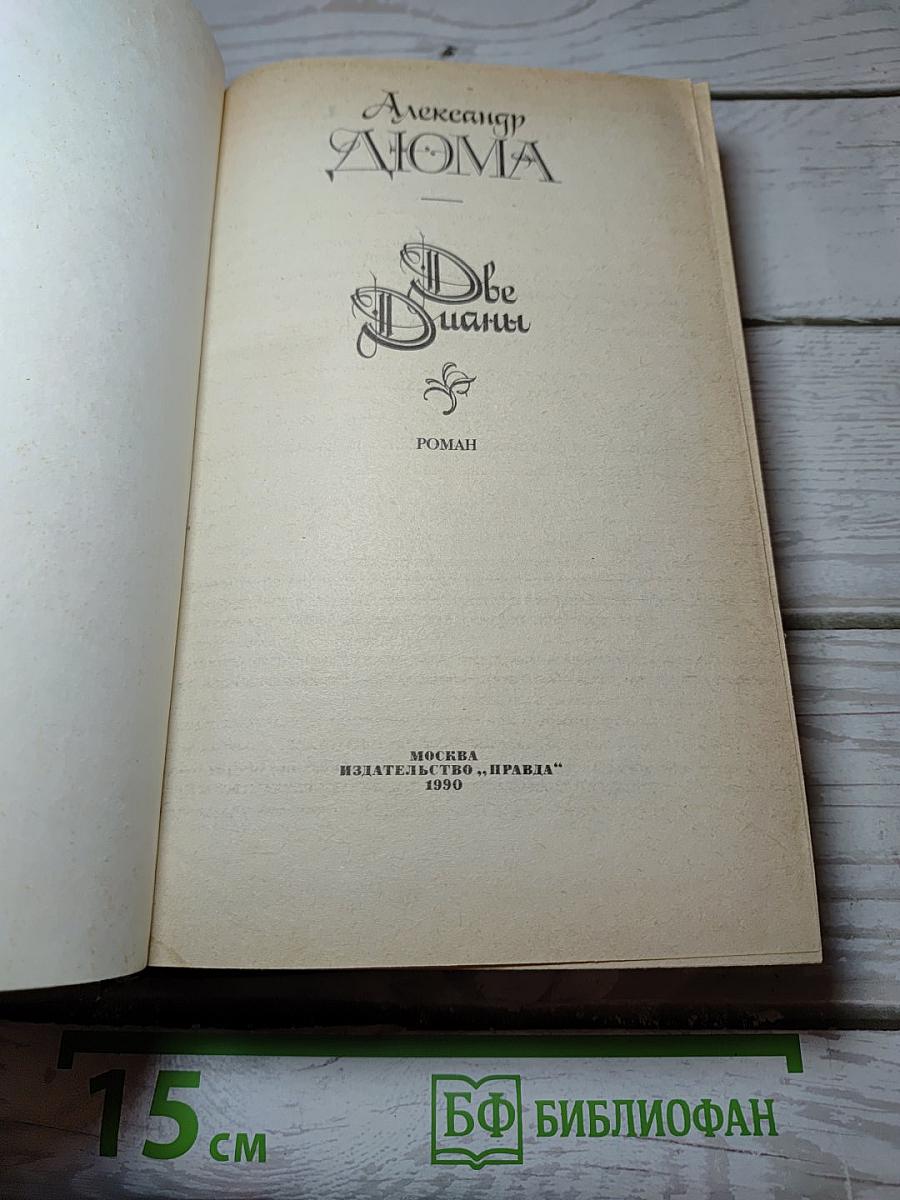 Александр
ДЮМА
Две
Дианы
РОМАН
МОСКВА
ИЗДАТЕЛЬСТВО „ПРАВДА“
1990
15 см
БФ БИБЛИОФАН